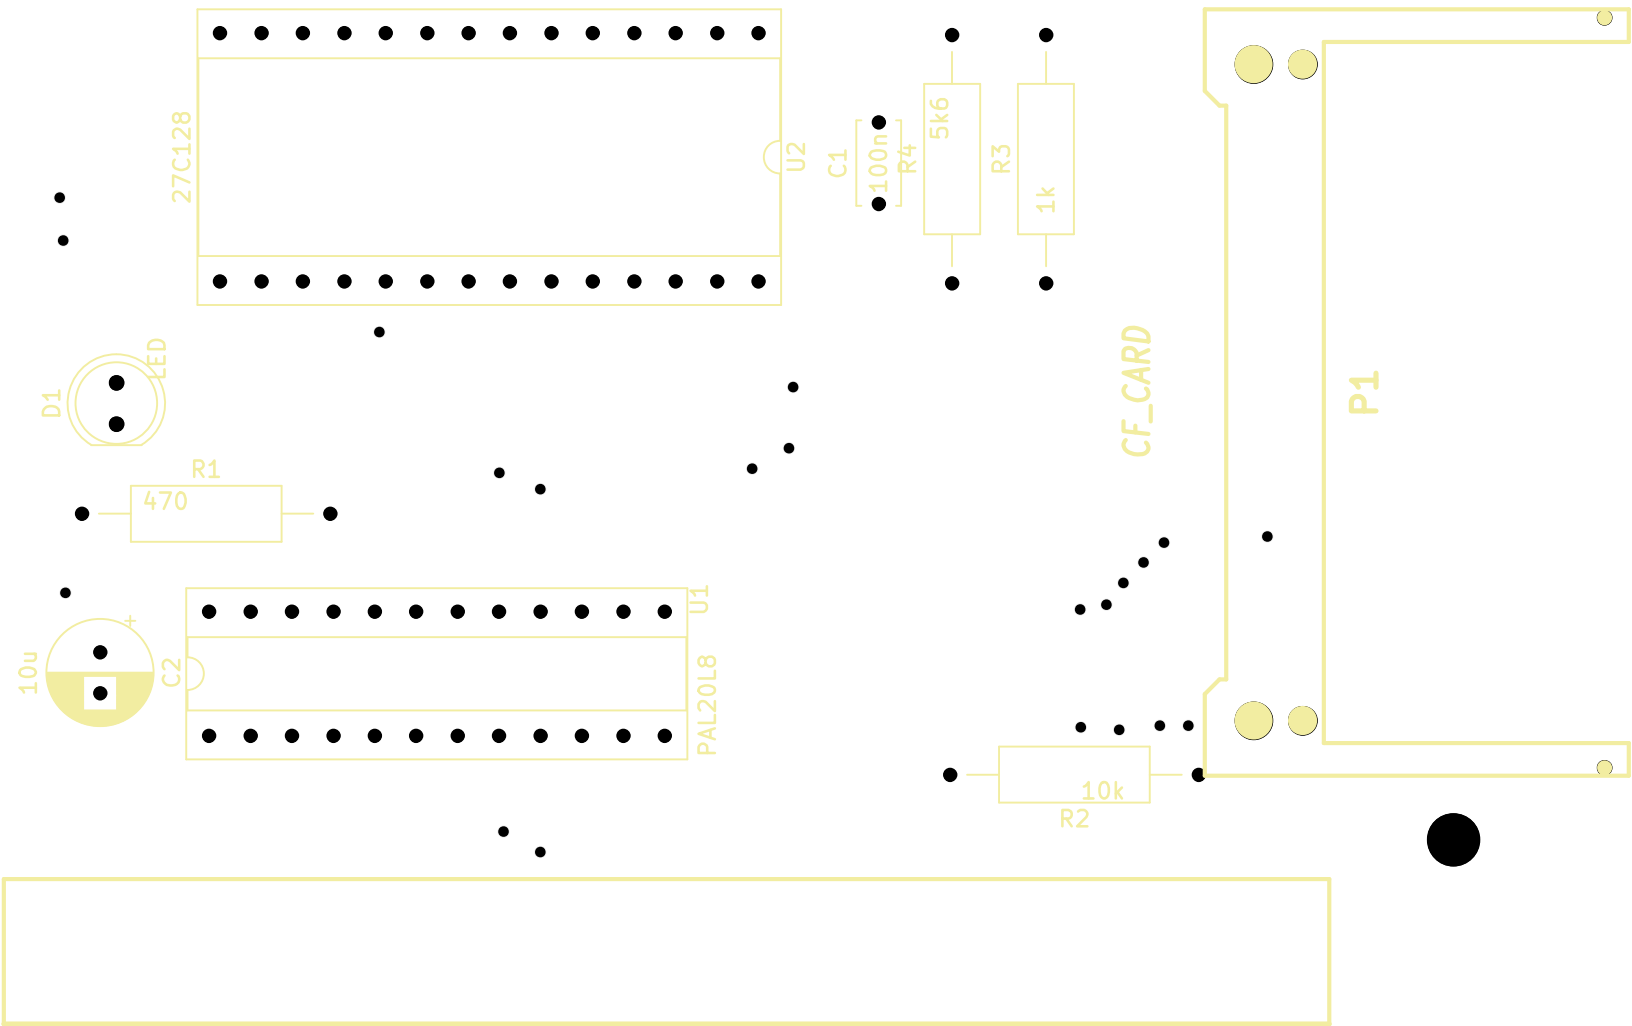 27C128
U2
C1
100n
R4
5k6
R3
1k
LED
D1
CF_CARD
P1
R1
470
U1
+
10u
C2
PAL20L8
10k
R2